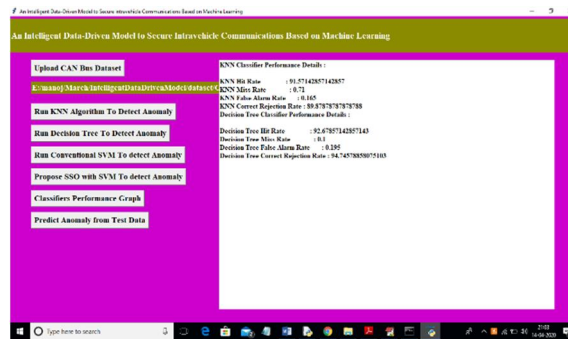 An Intelligent Data-Driven Model to Secure Intravehicle Communications Based on Machine Learning
An Intelligent Data-Driven Model to Secure Intravehicle Communications Based on Machine Learning
Upload CAN Bus Dataset
E:/manoj/March/IntelligentDataDrivenModel/dataset/
Run KNN Algorithm To Detect Anomaly
Run Decision Tree To Detect Anomaly
Run Conventional SVM To detect Anomaly
Propose SSO with SVM To detect Anomaly
Classifiers Performance Graph
Predict Anomaly from Test Data
KNN Classifier Performance Details :
KNN Hit Rate : 91.57142857142857
KNN Miss Rate : 0.71
KNN False Alarm Rate : 0.165
KNN Correct Rejection Rate : 89.87878787878788
Decision Tree Classifier Performance Details :
Decision Tree Hit Rate : 92.67857142857143
Decision Tree Miss Rate : 0.1
Decision Tree False Alarm Rate : 0.195
Decision Tree Correct Rejection Rate : 94.74578858075103
Type here to search
21:03
14-04-2020